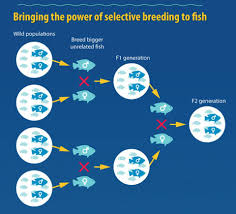 Bringing the power of selective breeding to fish
Wild populations
Breed bigger
unrelated fish
F1 generation
F2 generation